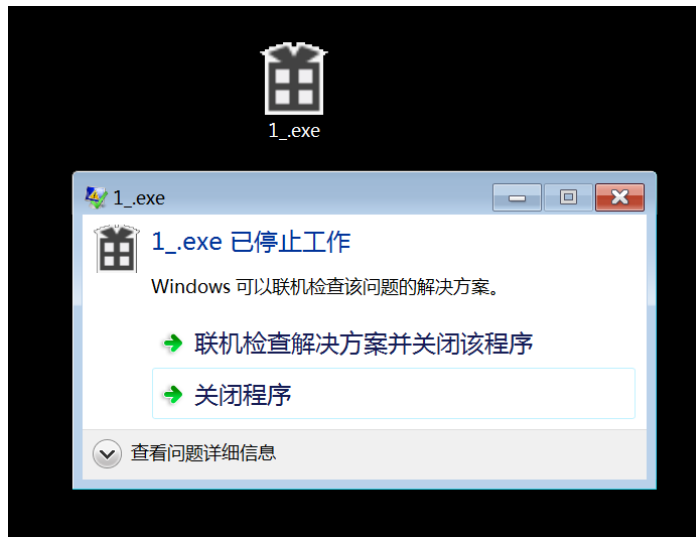 1_.exe
1_.exe
1_.exe 已停止工作
Windows 可以联机检查该问题的解决方案。
联机检查解决方案并关闭该程序
关闭程序
查看问题详细信息